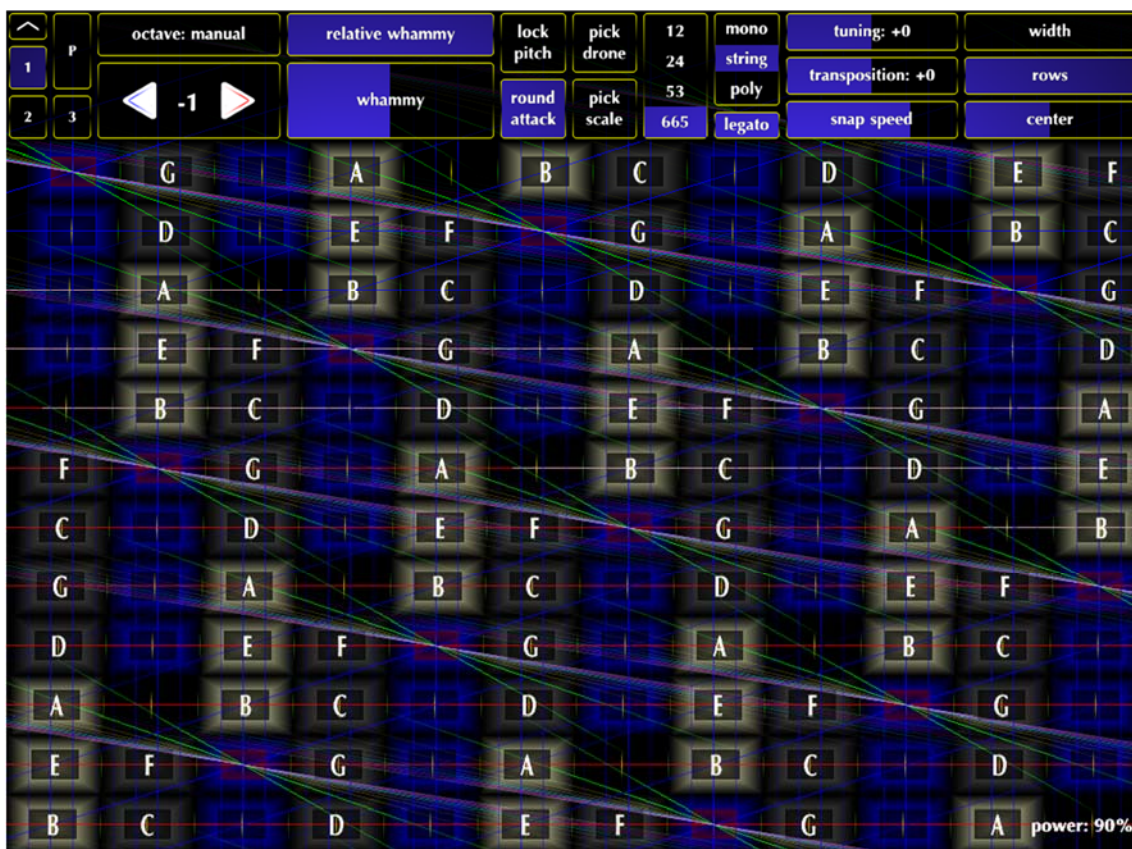 octave: manual relative whammy lock pitch pick drone 12 mono tuning: +0 width
1 P 24 string transposition: +0 rows
-1 whammy round attack pick scale 53 poly
2 3 665 legato snap speed center
G A B C D E F
D E F G A B C
A B C D E F G
E F G A B C D
B C D E F G A
F G A B C D E
C D E F G A B
G A B C D E F
D E F G A B C
A B C D E F G
E F G A B C D
B C D E F G A power: 90%